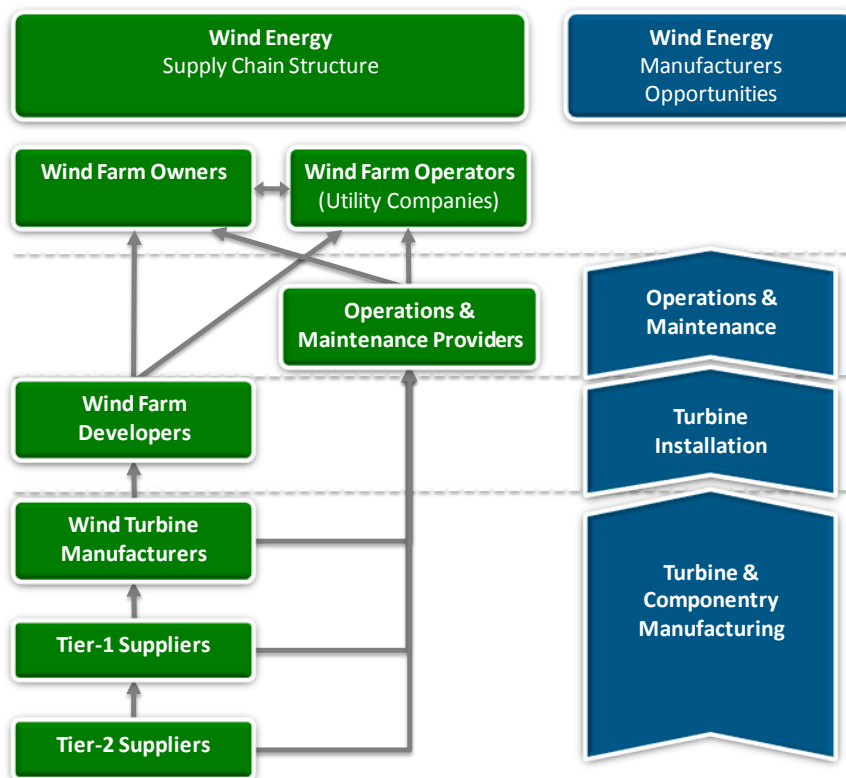 Wind Energy
Supply Chain Structure
Wind Energy
Manufacturers
Opportunities
Wind Farm Owners
Wind Farm Operators
(Utility Companies)
Operations &
Maintenance Providers
Operations &
Maintenance
Wind Farm
Developers
Turbine
Installation
Wind Turbine
Manufacturers
Turbine &
Componentry
Manufacturing
Tier-1 Suppliers
Tier-2 Suppliers